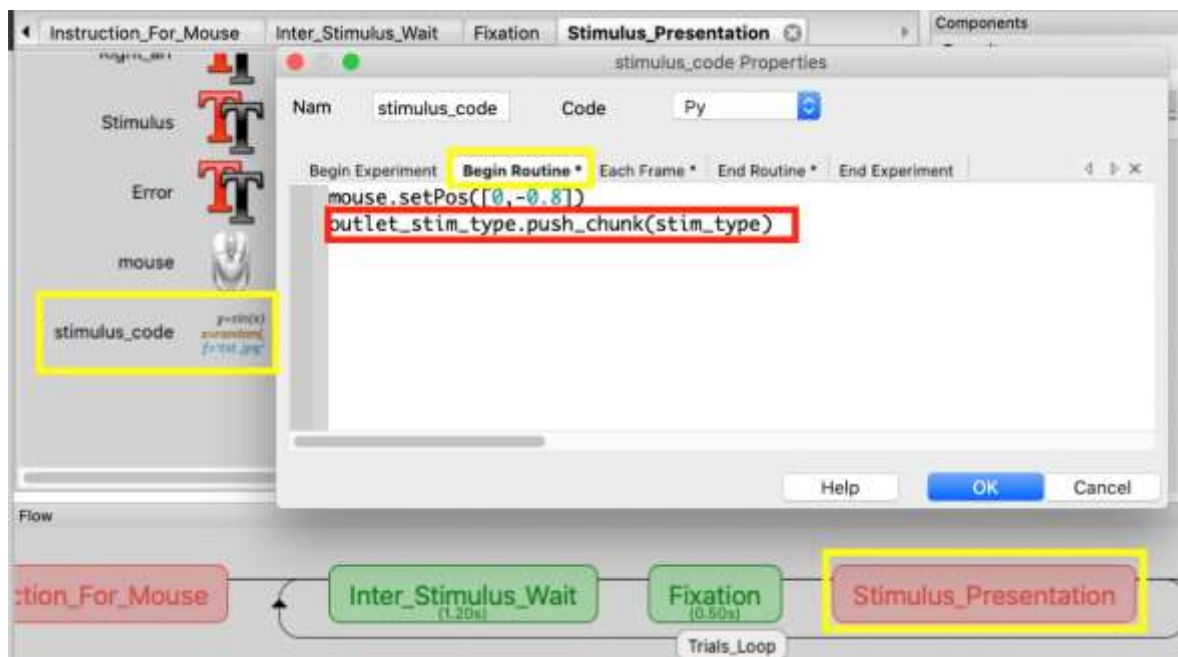 Instruction_For_Mouse Inter_Stimulus_Wait Fixation Stimulus_Presentation
Components
stimulus_code Properties
Nam stimulus_code Code Py
Begin Experiment Begin Routine * Each Frame * End Routine * End Experiment
mouse.setPos([0,-0.8])
outlet_stim_type.push_chunk(stim_type)
Stimulus
Error
mouse
stimulus_code
Help OK Cancel
Flow
ction_For_Mouse Inter_Stimulus_Wait Fixation Stimulus_Presentation
(1.20s) (0.50s)
Trials_Loop